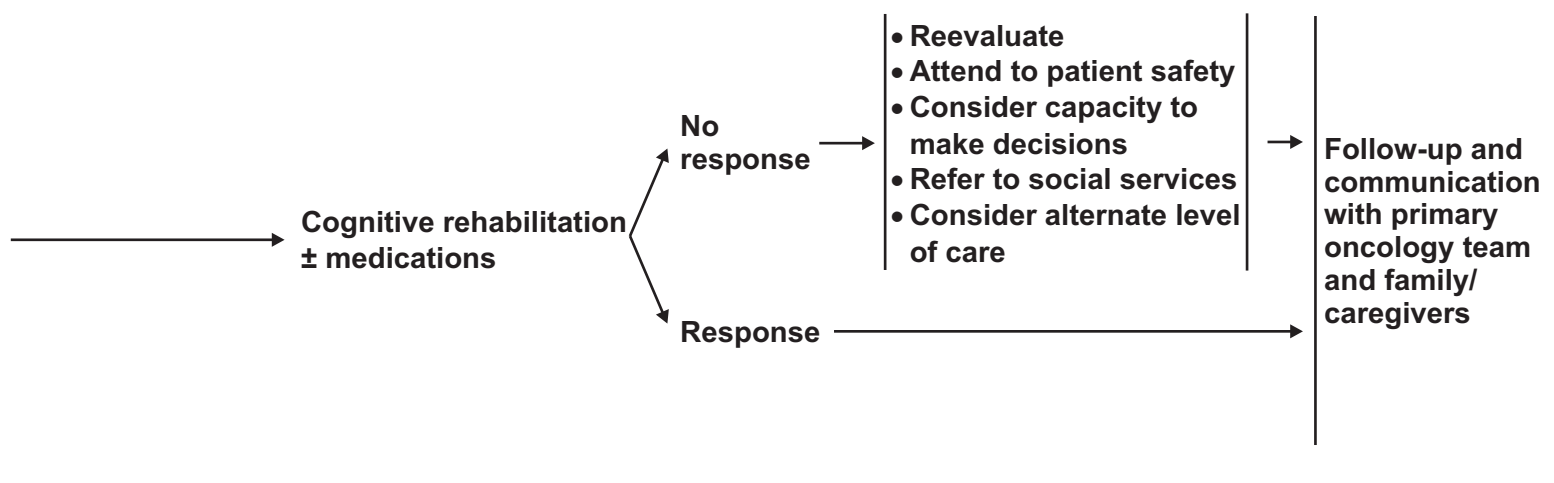 Cognitive rehabilitation
± medications
No
response
• Reevaluate
• Attend to patient safety
• Consider capacity to
make decisions
• Refer to social services
• Consider alternate level
of care
Response
Follow-up and
communication
with primary
oncology team
and family/
caregivers